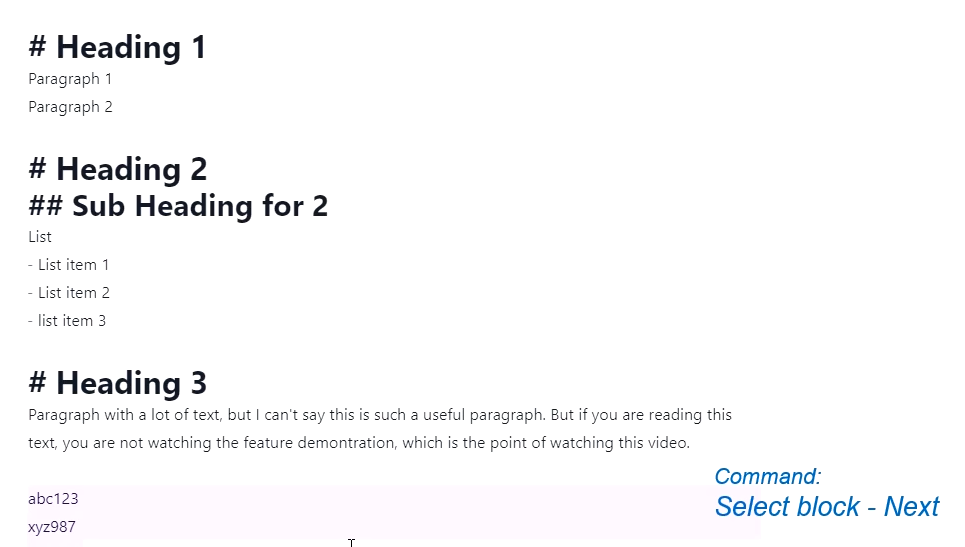 # Heading 1
Paragraph 1
Paragraph 2
# Heading 2
## Sub Heading for 2
List
- List item 1
- List item 2
- list item 3
# Heading 3
Paragraph with a lot of text, but I can't say this is such a useful paragraph. But if you are reading this
text, you are not watching the feature demontration, which is the point of watching this video.
abc123
xyz987
Command:
Select block - Next